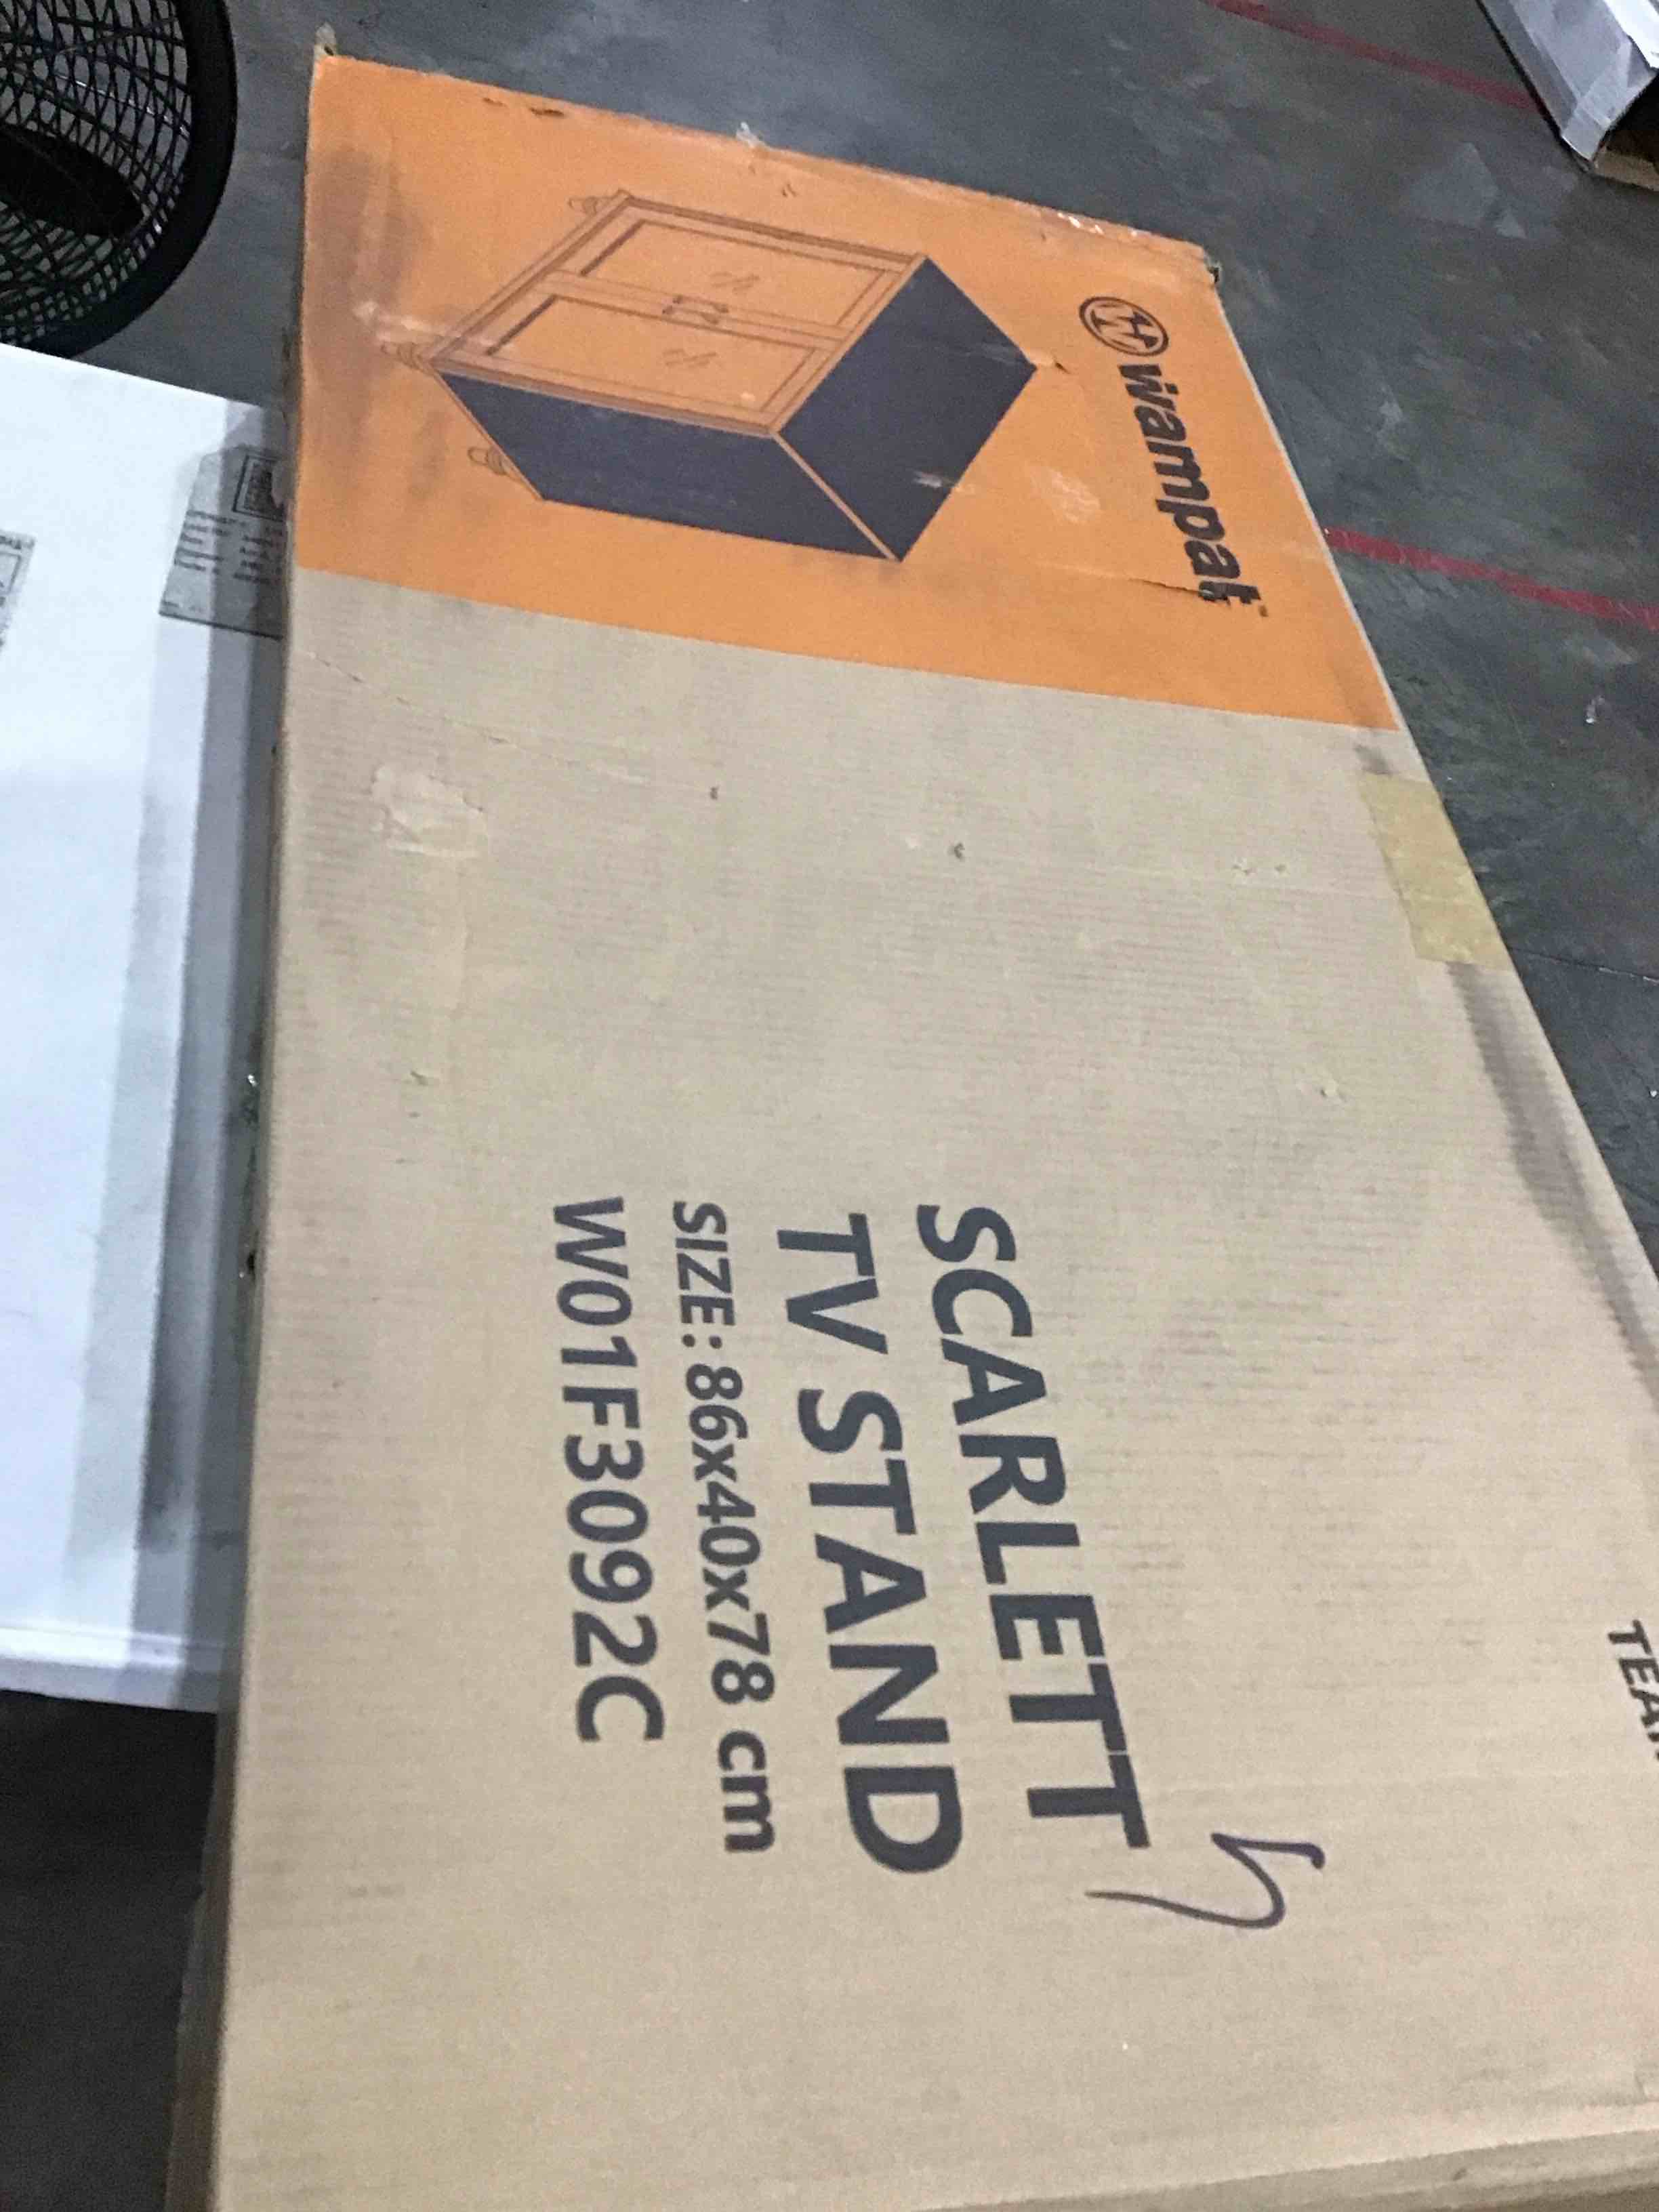 wampat
SCARLETT
TV STAND
SIZE: 86x40x78 cm
W01F3092C